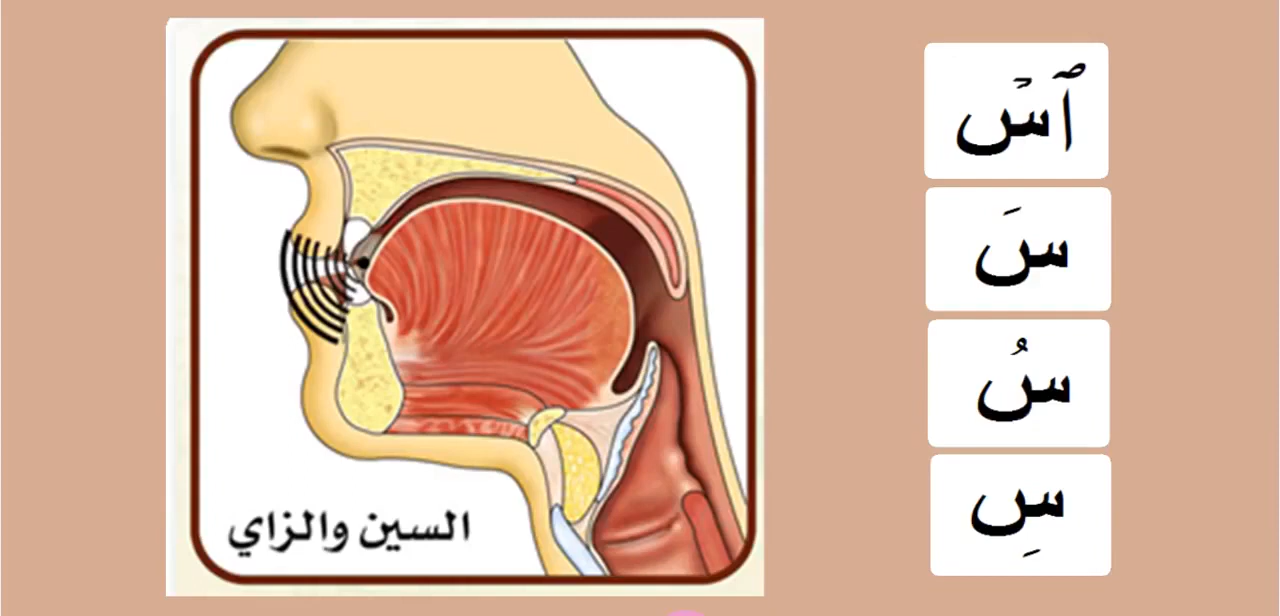 السين والزاي
ٱسۡ
سَ
سُ
سِ